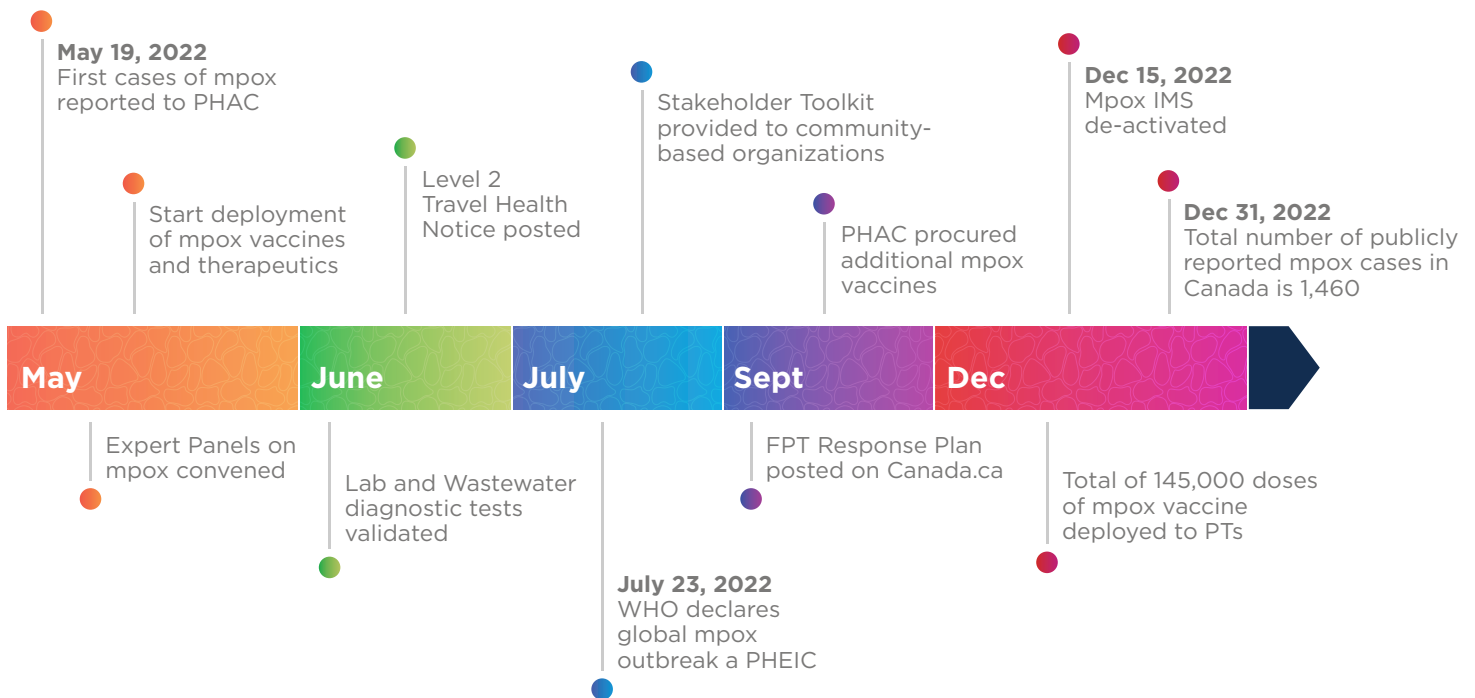 May 19, 2022
First cases of mpox
reported to PHAC
Start deployment
of mpox vaccines
and therapeutics
Level 2
Travel Health
Notice posted
Stakeholder Toolkit
provided to community-
based organizations
PHAC procured
additional mpox
vaccines
Dec 15, 2022
Mpox IMS
de-activated
Dec 31, 2022
Total number of publicly
reported mpox cases in
Canada is 1,460
May
June
July
Sept
Dec
Expert Panels on
mpox convened
Lab and Wastewater
diagnostic tests
validated
July 23, 2022
WHO declares
global mpox
outbreak a PHEIC
FPT Response Plan
posted on Canada.ca
Total of 145,000 doses
of mpox vaccine
deployed to PTs